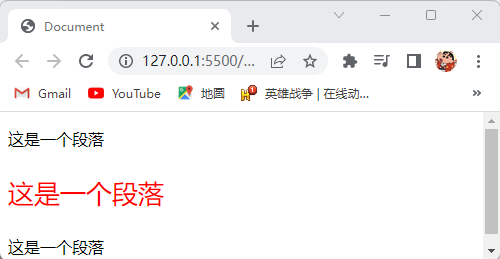 Document
127.0.0.1:5500/...
Gmail
YouTube
地圖
英雄战争 | 在线动...
这是一个段落
这是一个段落
这是一个段落